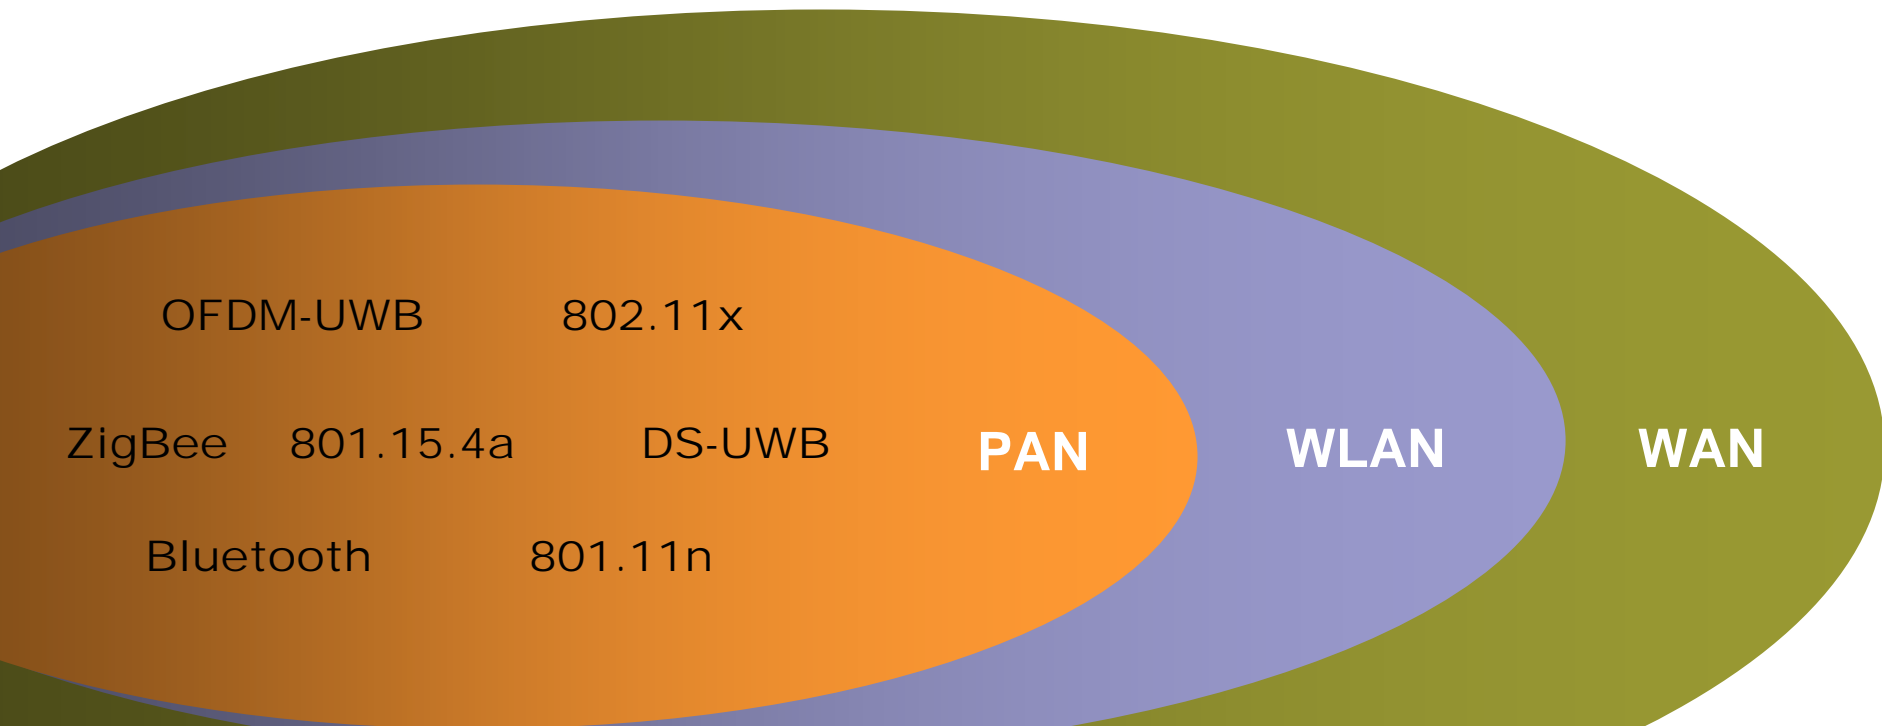 OFDM-UWB 802.11x
ZigBee 801.15.4a DS-UWB PAN WLAN WAN
Bluetooth 801.11n